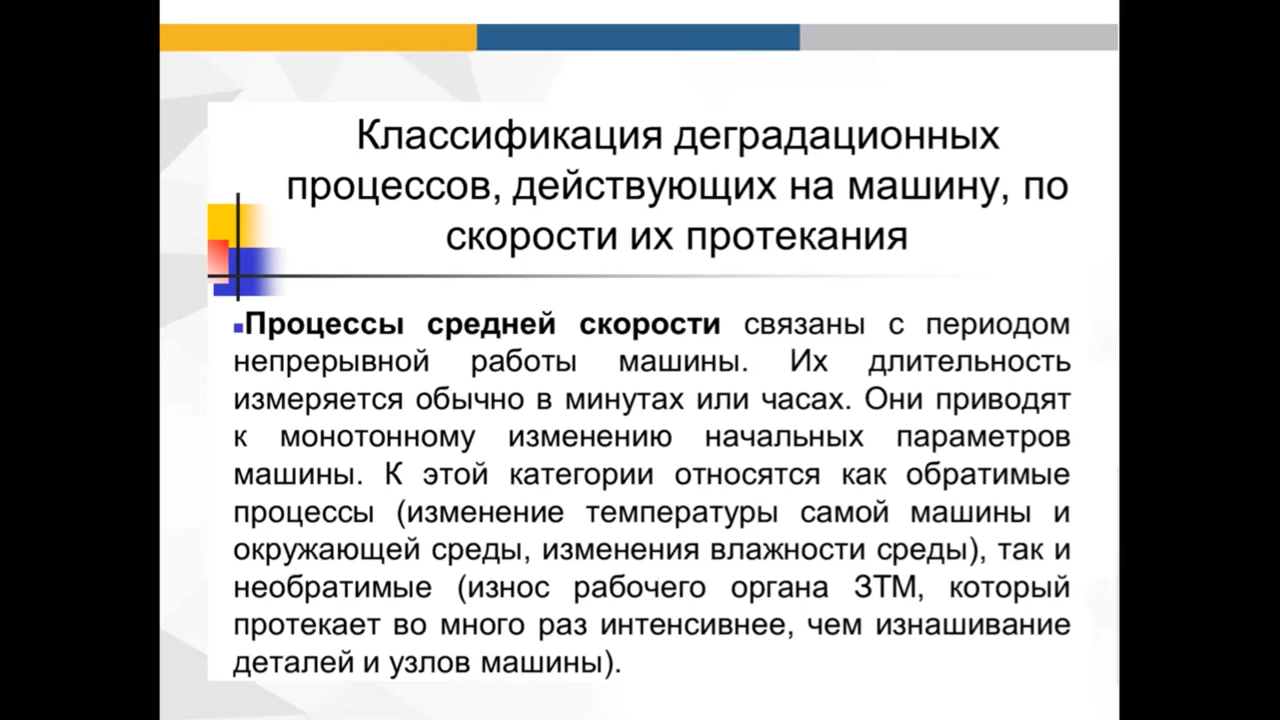 Классификация деградационных
процессов, действующих на машину, по
скорости их протекания
Процессы средней скорости связаны с периодом
непрерывной работы машины. Их длительность
измеряется обычно в минутах или часах. Они приводят
к монотонному изменению начальных параметров
машины. К этой категории относятся как обратимые
процессы (изменение температуры самой машины и
окружающей среды, изменения влажности среды), так и
необратимые (износ рабочего органа ЗТМ, который
протекает во много раз интенсивнее, чем изнашивание
деталей и узлов машины).